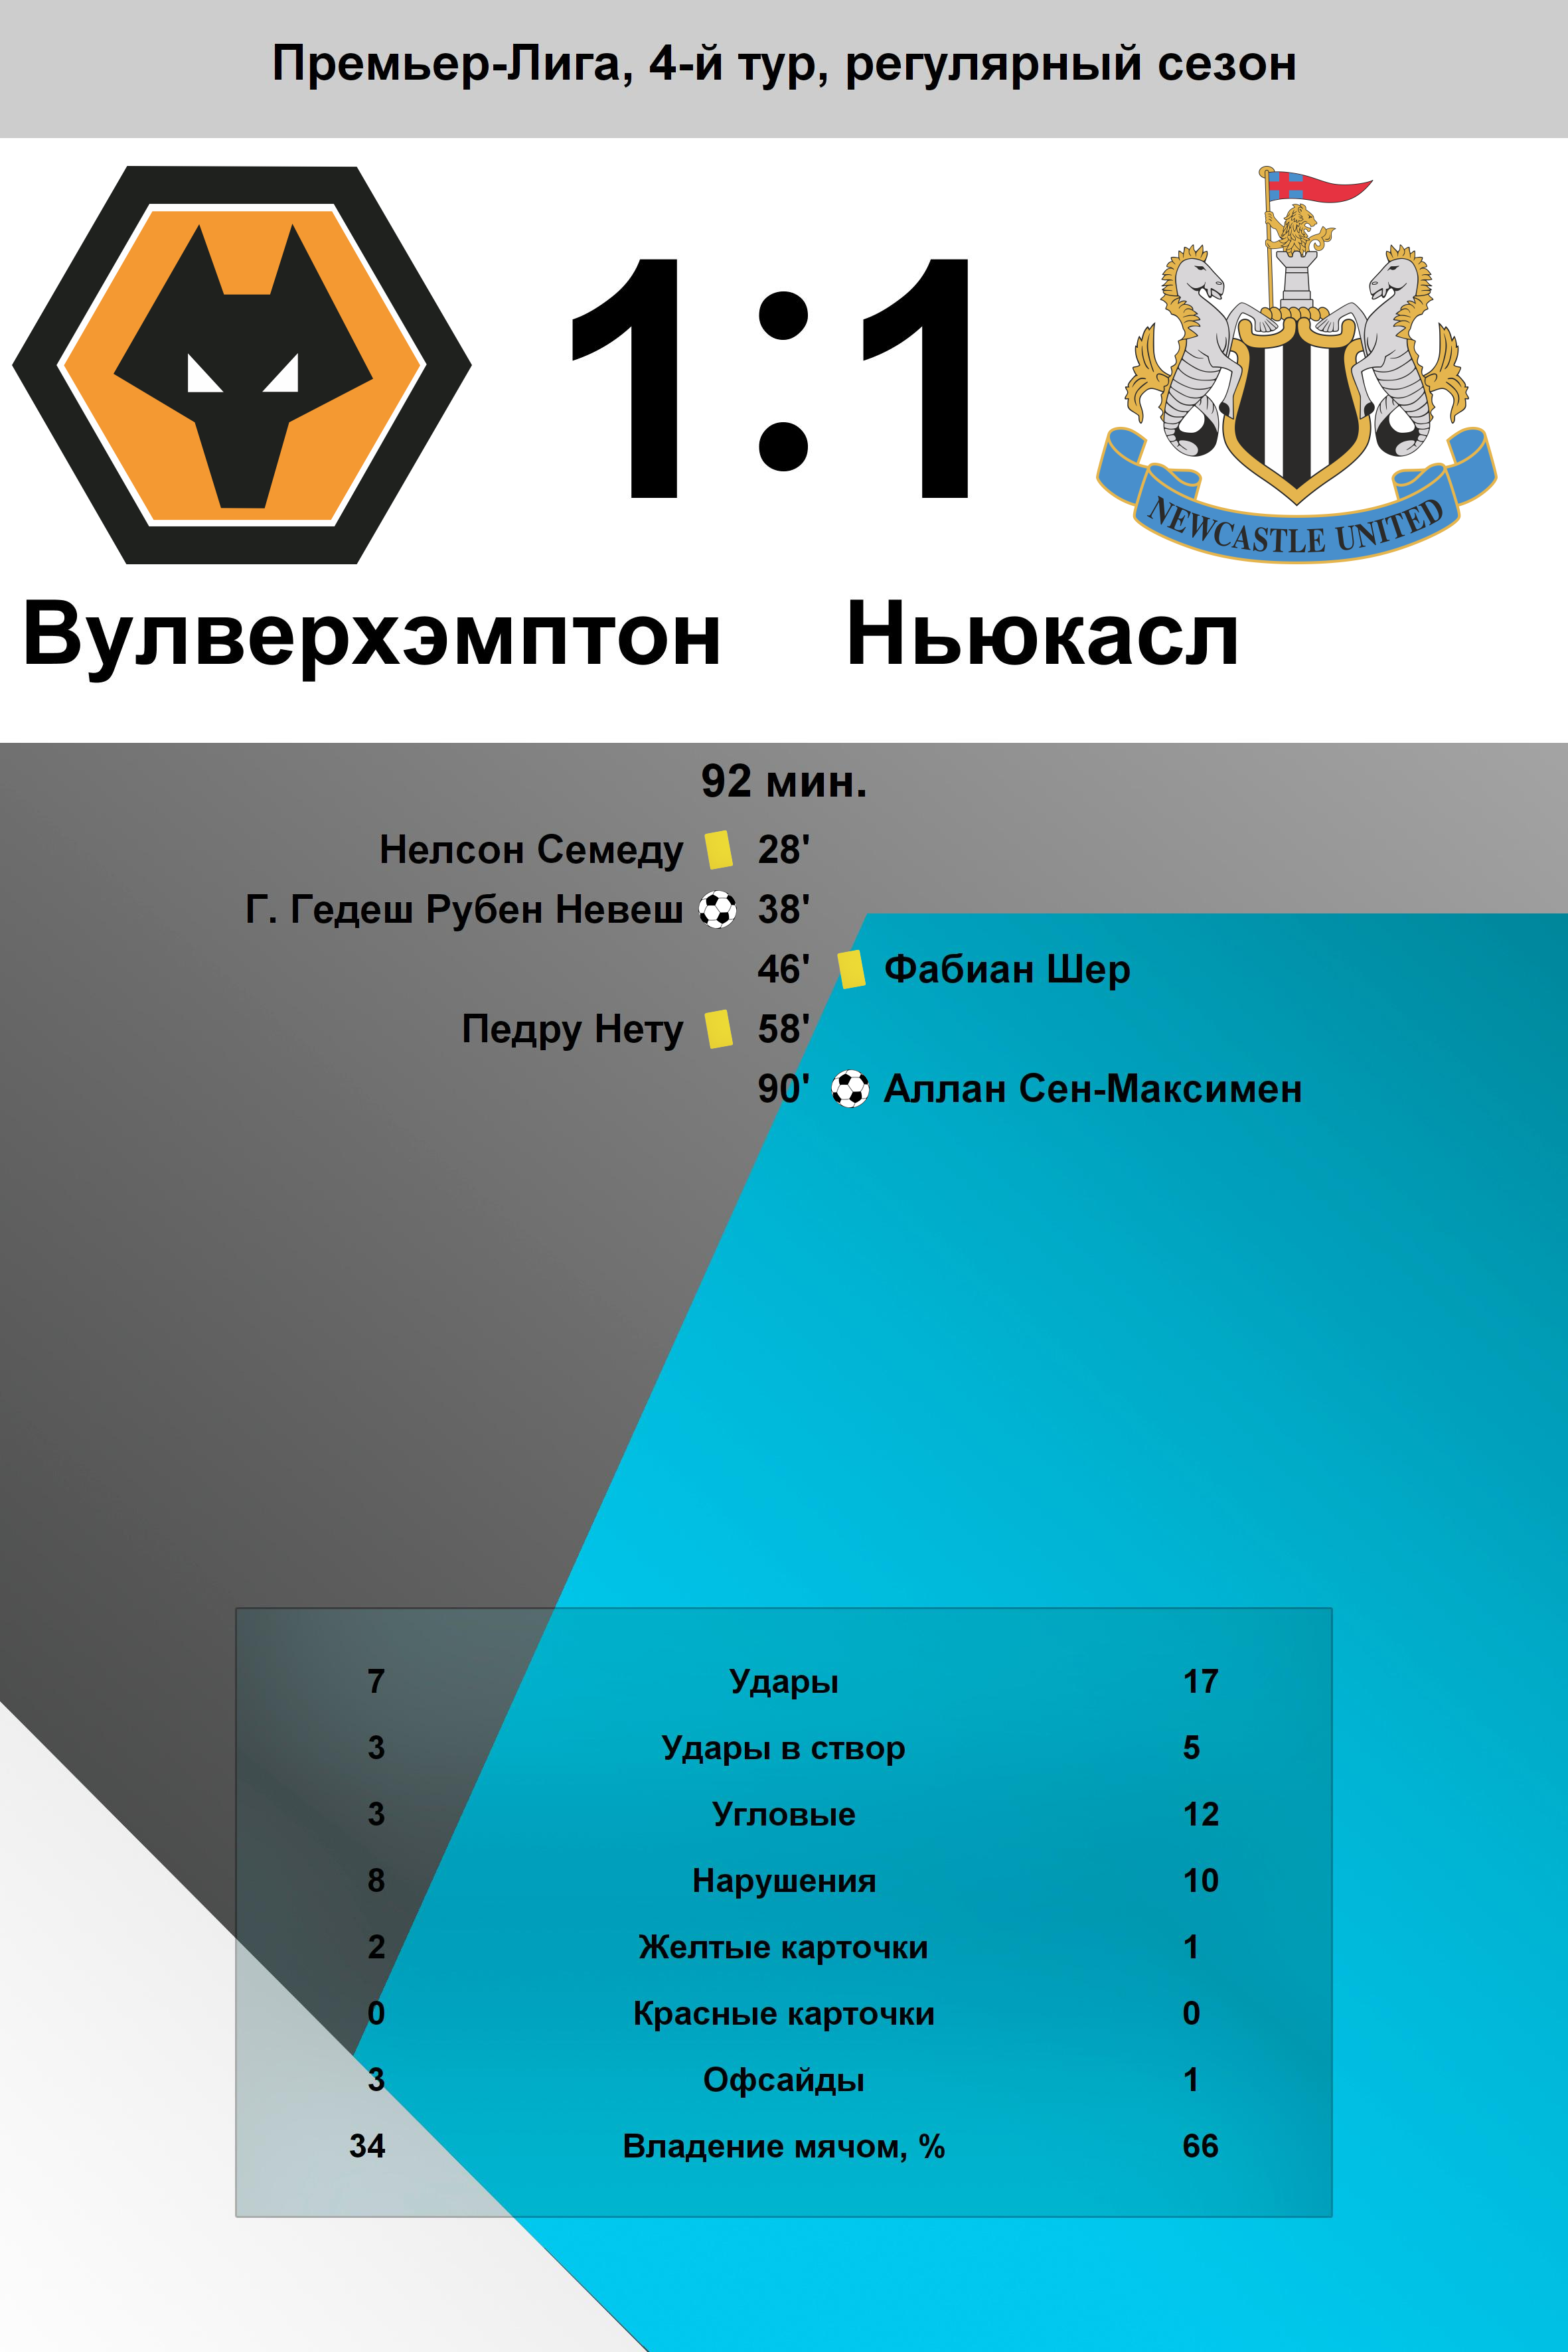 Премьер-Лига, 4-й тур, регулярный сезон
1:1
NEWCASTLE UNITED
Вулверхэмптон Ньюкасл
92 мин.
Нелсон Семеду 28'
Г. Гедеш Рубен Невеш 38'
46' Фабиан Шер
Педру Нету 58'
90' Аллан Сен-Максимен
7 Удары 17
3 Удары в створ 5
3 Угловые 12
8 Нарушения 10
2 Желтые карточки 1
0 Красные карточки 0
3 Офсайды 1
34 Владение мячом, % 66